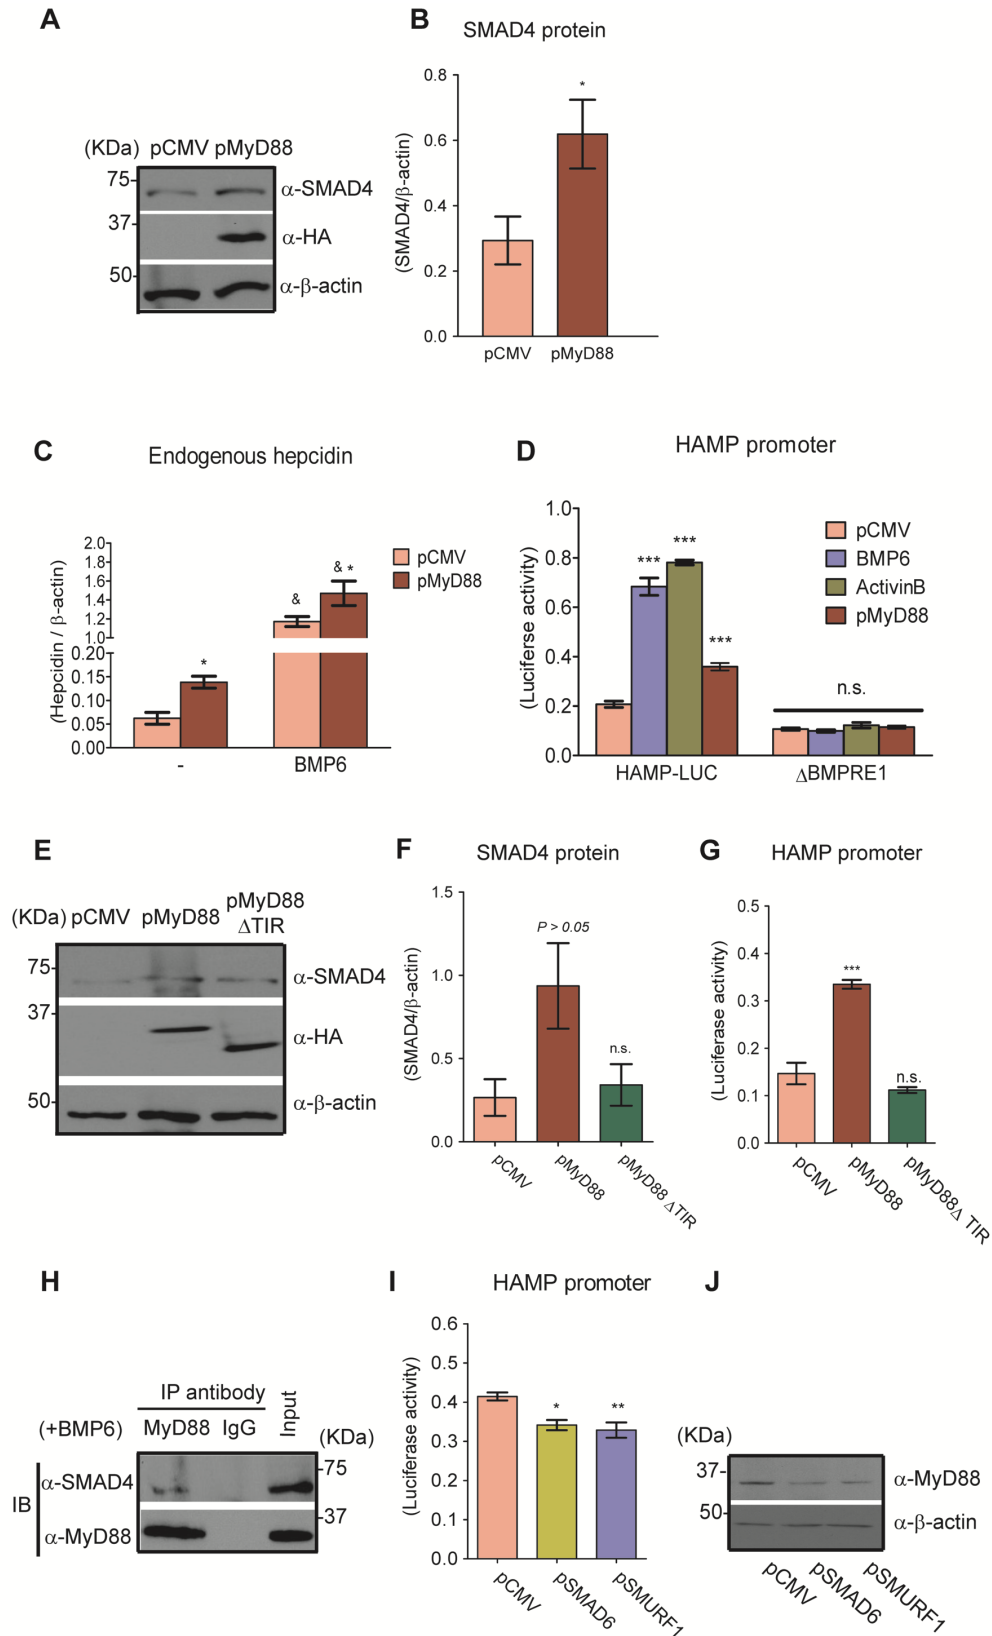 A
(KDa) pCMV pMyD88
75
α-SMAD4
37
α-HA
50
α-β-actin
B
SMAD4 protein
(SMAD4/β-actin)
0.8
*
0.6
0.4
0.2
0.0
pCMV pMyD88
C
Endogenous hepcidin
(Hepcidin / β-actin)
2.0
1.8
1.6
1.4
1.2
1.0
0.20
0.15
0.10
0.05
0.00
*
&
& *
pCMV
pMyD88
- BMP6
D
HAMP promoter
(Luciferse activity)
1.0
0.8
0.6
0.4
0.2
0.0
***
***
***
n.s.
pCMV
BMP6
ActivinB
pMyD88
HAMP-LUC ΔBMPRE1
E
(KDa) pCMV pMyD88 pMyD88
ΔTIR
75
α-SMAD4
37
α-HA
50
α-β-actin
F
SMAD4 protein
(SMAD4/β-actin)
1.5
1.0
0.5
0.0
P > 0.05
n.s.
pCMV
pMyD88
pMyD88 ΔTIR
G
HAMP promoter
(Luciferase activity)
0.5
0.4
0.3
0.2
0.1
0.0
***
n.s.
pCMV
pMyD88
pMyD88Δ TIR
H
IP antibody
Input
(+BMP6) MyD88 IgG
(KDa)
IB
α-SMAD4
75
α-MyD88
37
I
HAMP promoter
(Luciferase activity)
0.6
0.5
0.4
0.3
0.2
0.1
0.0
*
**
pCMV
pSMAD6
pSMURF1
J
(KDa)
37
α-MyD88
50
α-β-actin
pCMV
pSMAD6
pSMURF1